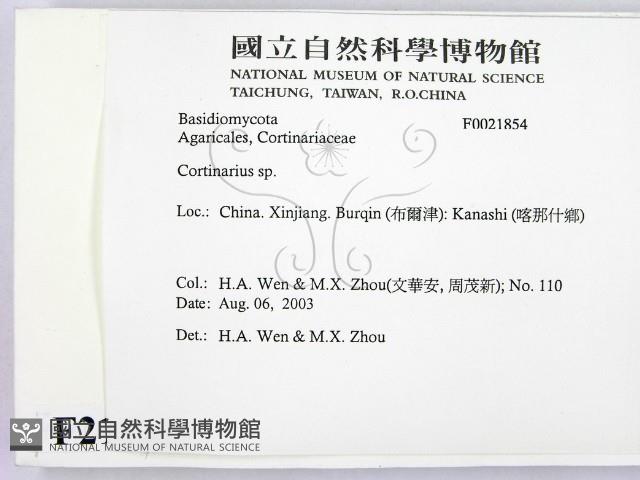 國立自然科學博物館
NATIONAL MUSEUM OF NATURAL SCIENCE
TAICHUNG, TAIWAN, R.O.CHINA
Basidiomycota F0021854
Agaricales, Cortinariaceae
Cortinarius sp.
Loc.: China. Xinjiang. Burqin (布爾津): Kanashi (喀那什鄉)
Col.: H.A. Wen & M.X. Zhou(文華安, 周茂新); No. 110
Date: Aug. 06, 2003
Det.: H.A. Wen & M.X. Zhou
F2
國立自然科學博物館
NATIONAL MUSEUM OF NATURAL SCIENCE